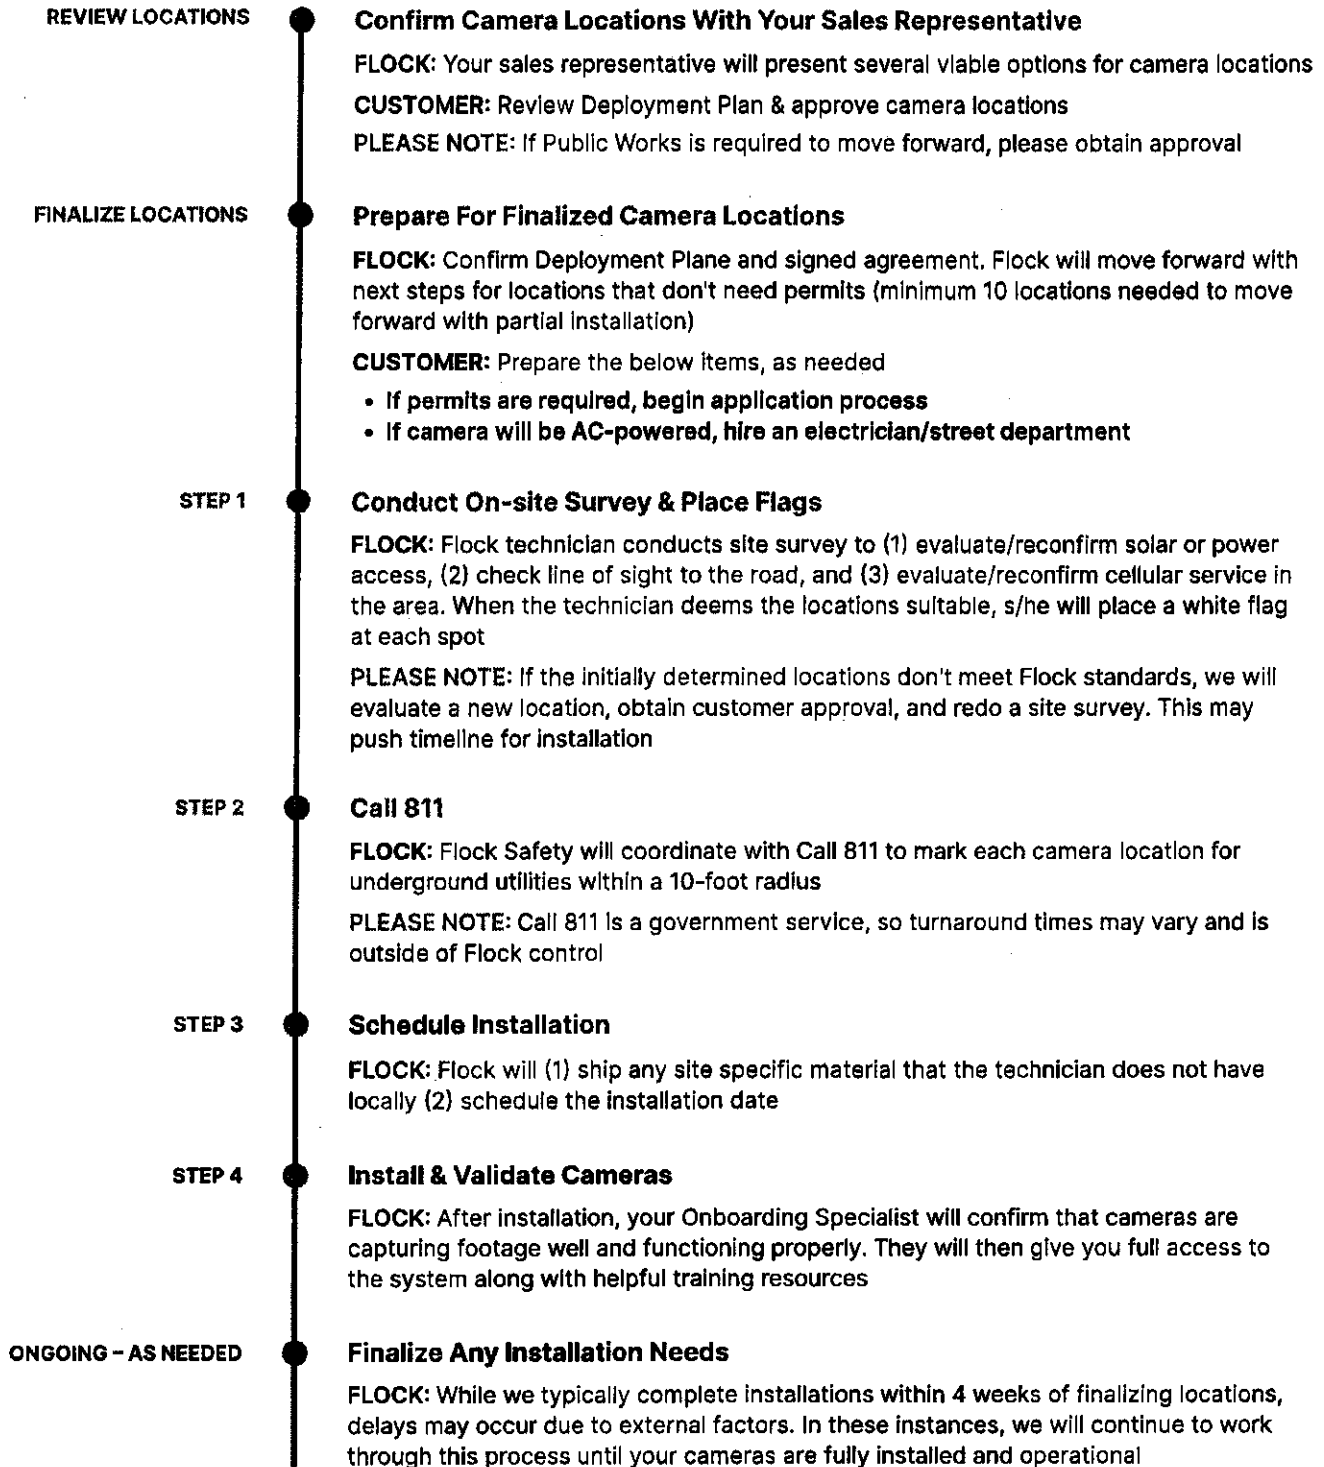 REVIEW LOCATIONS
Confirm Camera Locations With Your Sales Representative
FLOCK: Your sales representative will present several viable options for camera locations
CUSTOMER: Review Deployment Plan & approve camera locations
PLEASE NOTE: If Public Works is required to move forward, please obtain approval
FINALIZE LOCATIONS
Prepare For Finalized Camera Locations
FLOCK: Confirm Deployment Plane and signed agreement. Flock will move forward with
next steps for locations that don't need permits (minimum 10 locations needed to move
forward with partial installation)
CUSTOMER: Prepare the below items, as needed
• If permits are required, begin application process
• If camera will be AC-powered, hire an electrician/street department
STEP 1
Conduct On-site Survey & Place Flags
FLOCK: Flock technician conducts site survey to (1) evaluate/reconfirm solar or power
access, (2) check line of sight to the road, and (3) evaluate/reconfirm cellular service in
the area. When the technician deems the locations suitable, s/he will place a white flag
at each spot
PLEASE NOTE: If the initially determined locations don't meet Flock standards, we will
evaluate a new location, obtain customer approval, and redo a site survey. This may
push timeline for installation
STEP 2
Call 811
FLOCK: Flock Safety will coordinate with Call 811 to mark each camera location for
underground utilities within a 10-foot radius
PLEASE NOTE: Call 811 is a government service, so turnaround times may vary and is
outside of Flock control
STEP 3
Schedule Installation
FLOCK: Flock will (1) ship any site specific material that the technician does not have
locally (2) schedule the installation date
STEP 4
Install & Validate Cameras
FLOCK: After installation, your Onboarding Specialist will confirm that cameras are
capturing footage well and functioning properly. They will then give you full access to
the system along with helpful training resources
ONGOING – AS NEEDED
Finalize Any Installation Needs
FLOCK: While we typically complete installations within 4 weeks of finalizing locations,
delays may occur due to external factors. In these instances, we will continue to work
through this process until your cameras are fully installed and operational